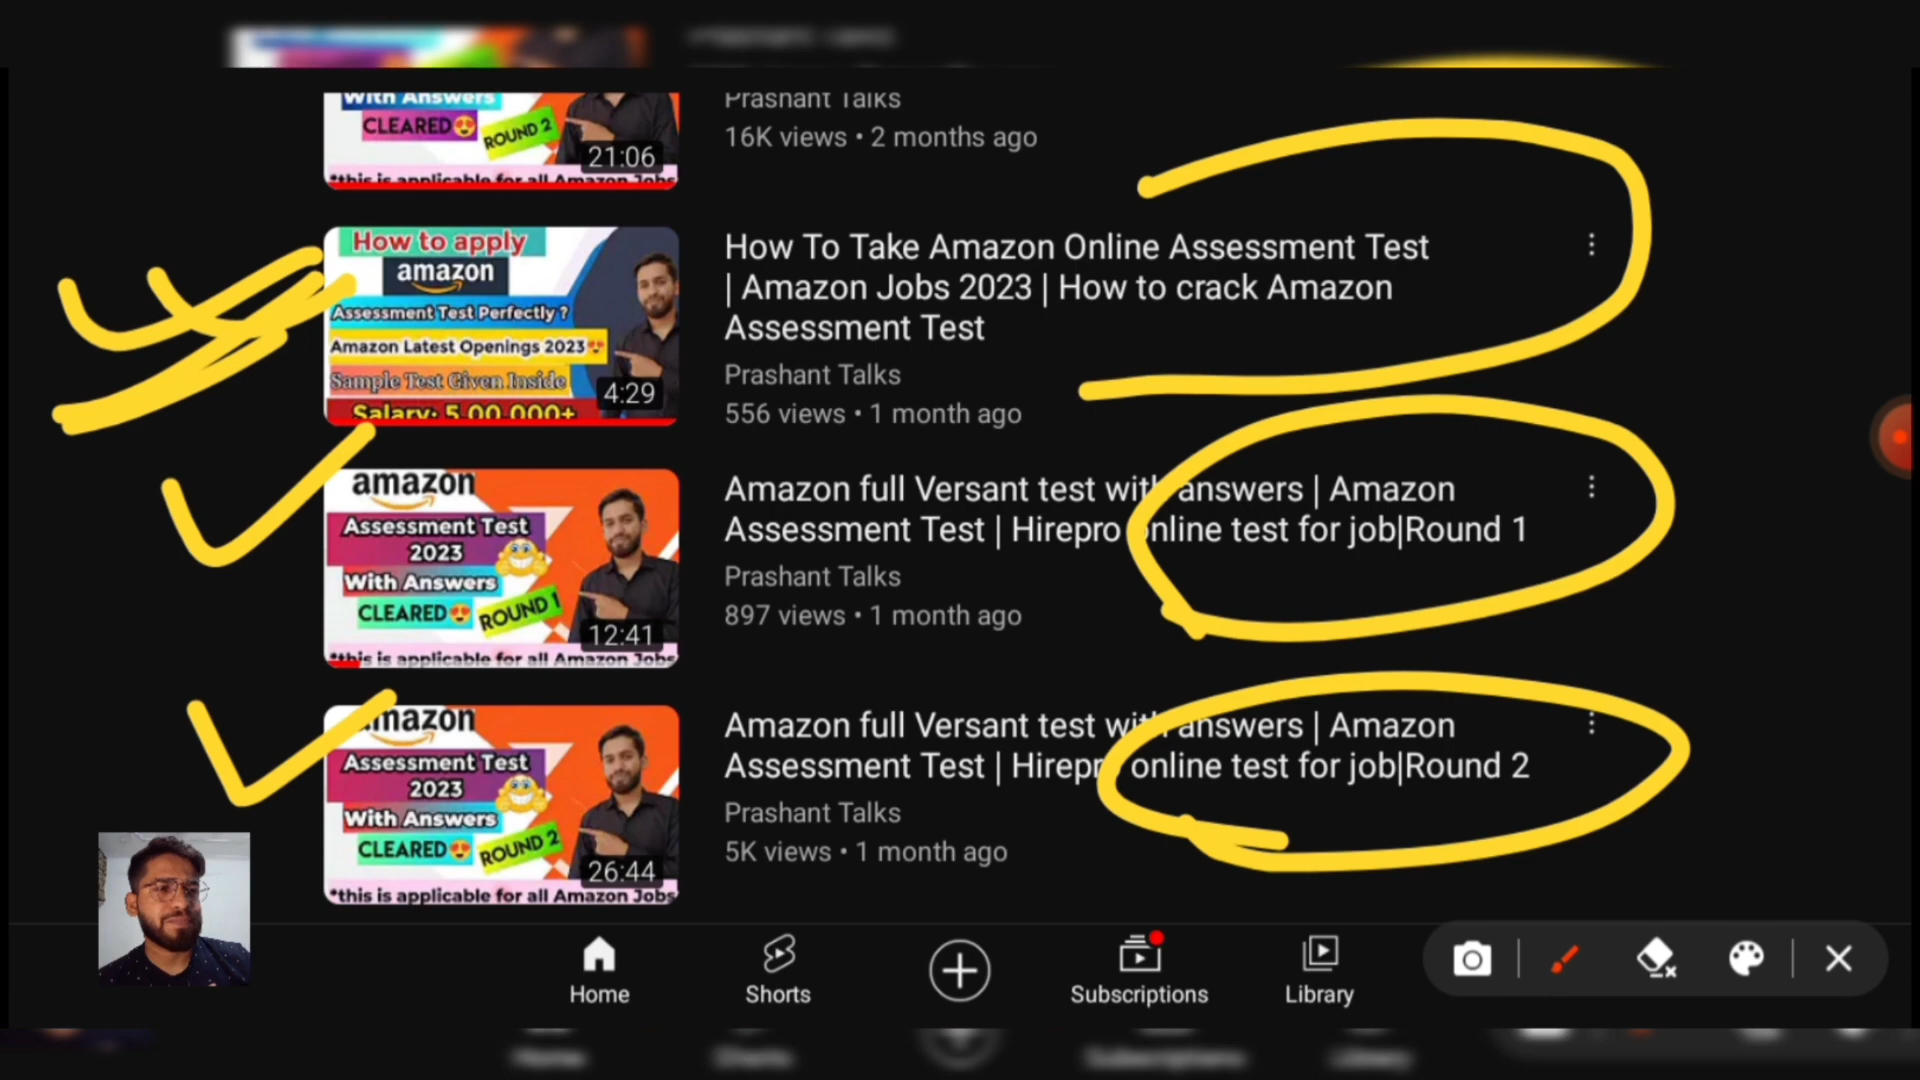 With Answers
CLEARED
ROUND 2
21:06
*this is applicable for all Amazon Jobs
Prashant Talks
16K views • 2 months ago
How to apply
amazon
Assessment Test Perfectly ?
Amazon Latest Openings 2023
Sample Test Given Inside
4:29
Salary: 5,00,000+
How To Take Amazon Online Assessment Test
| Amazon Jobs 2023 | How to crack Amazon
Assessment Test
Prashant Talks
556 views • 1 month ago
amazon
Assessment Test
2023
With Answers
CLEARED
ROUND 1
12:41
*this is applicable for all Amazon Jobs
Amazon full Versant test with answers | Amazon
Assessment Test | Hirepro online test for job|Round 1
Prashant Talks
897 views • 1 month ago
amazon
Assessment Test
2023
With Answers
CLEARED
ROUND 2
26:44
*this is applicable for all Amazon Jobs
Amazon full Versant test with answers | Amazon
Assessment Test | Hirepro online test for job|Round 2
Prashant Talks
5K views • 1 month ago
Home
Shorts
Subscriptions
Library